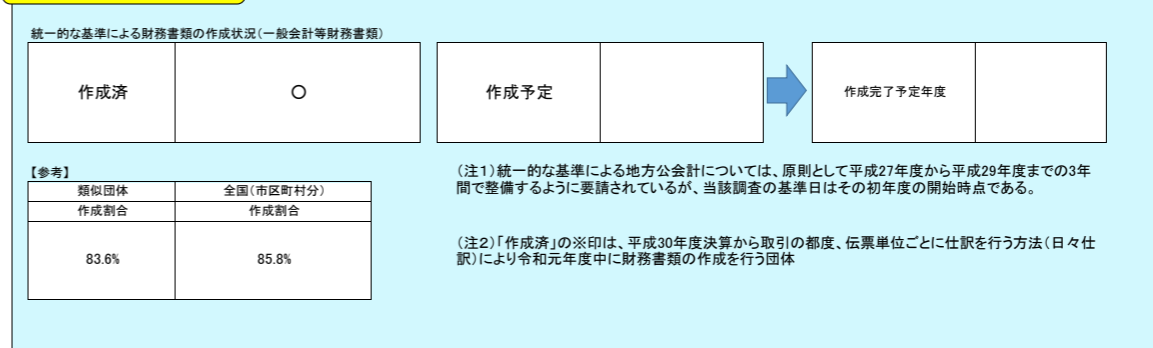 統一的な基準による財務書類の作成状況(一般会計等財務書類)
作成済
○
作成予定
作成完了予定年度
【参考】
類似団体
全国(市区町村分)
作成割合
作成割合
83.6%
85.8%
(注1)統一的な基準による地方公会計については、原則として平成27年度から平成29年度までの3年
間で整備するように要請されているが、当該調査の基準日はその初年度の開始時点である。
(注2)「作成済」の※印は、平成30年度決算から取引の都度、伝票単位ごとに仕訳を行う方法(日々仕
訳)により令和元年度中に財務書類の作成を行う団体